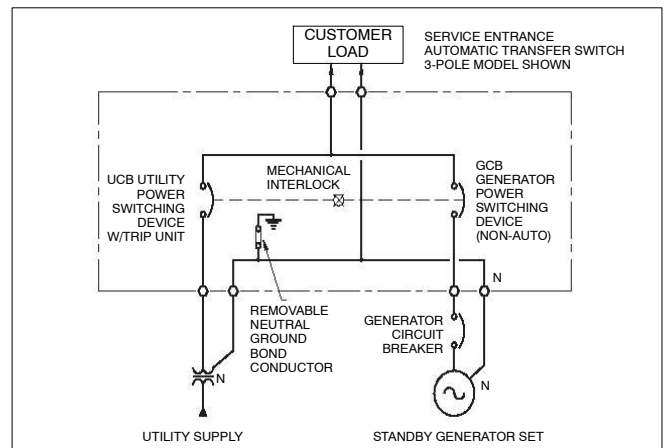 CUSTOMER
LOAD
SERVICE ENTRANCE
AUTOMATIC TRANSFER SWITCH
3-POLE MODEL SHOWN
UCB UTILITY
POWER
SWITCHING
DEVICE
W/TRIP UNIT
MECHANICAL
INTERLOCK
GCB
GENERATOR
POWER
SWITCHING
DEVICE
(NON-AUTO)
N
REMOVABLE
NEUTRAL
GROUND
BOND
CONDUCTOR
GENERATOR
CIRCUIT
BREAKER
N
N
UTILITY SUPPLY
STANDBY GENERATOR SET